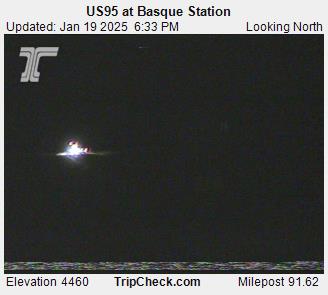 US95 at Basque Station
Updated: Jan 19 2025 6:33 PM Looking North
Elevation 4460 TripCheck.com Milepost 91.62